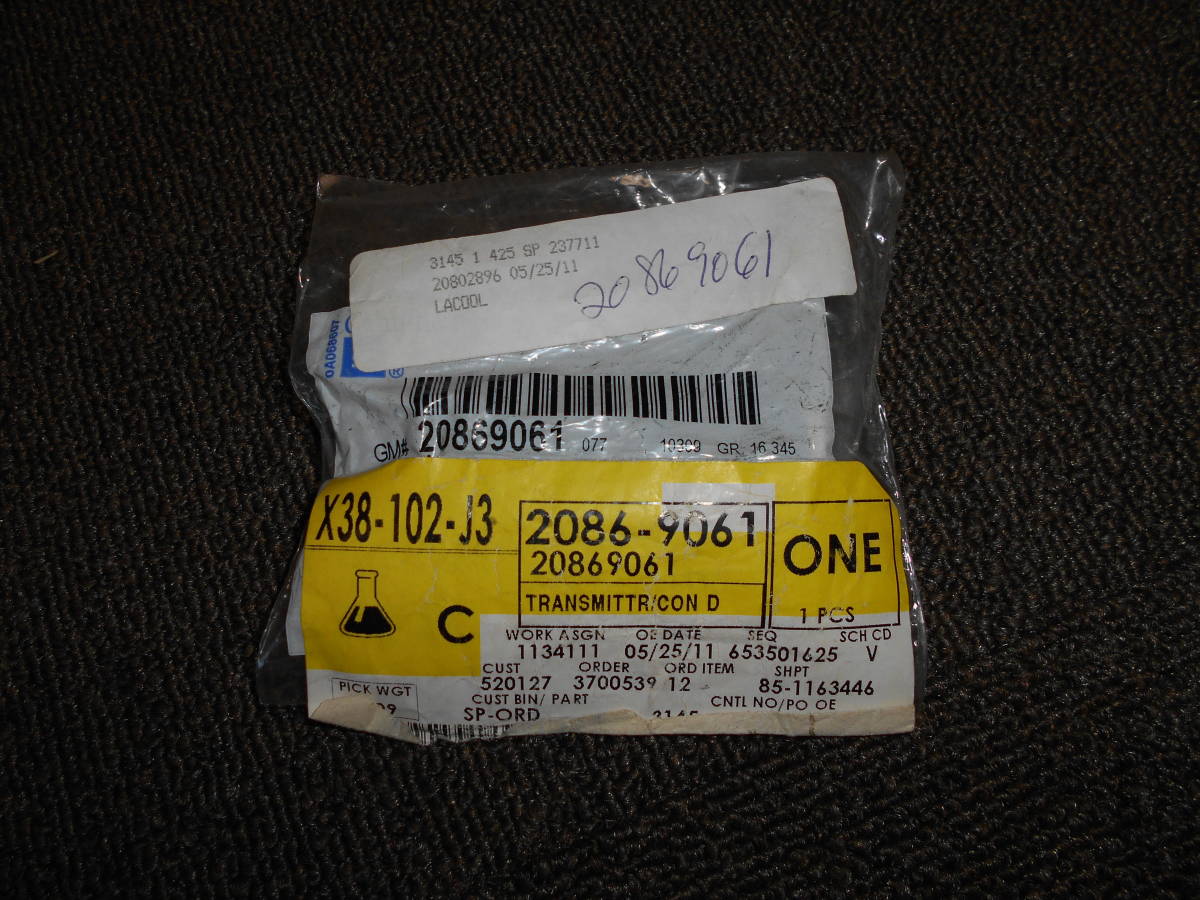 3145 1 425 SP 237711
20802896 05/25/11
LACOOL
20869061
0A068607
®
GM# 20869061 077 10309 GR. 16.345
X38-102-J3
2086-9061
20869061
TRANSMITTR/CON D
ONE
1 PCS
C
WORK ASGN OE DATE SEQ SCH CD
1134111 05/25/11 653501625 V
CUST ORDER ORD ITEM SHPT
520127 3700539 12 85-1163446
PICK WGT
CUST BIN/ PART CNTL NO/PO OE
SP-ORD 3145